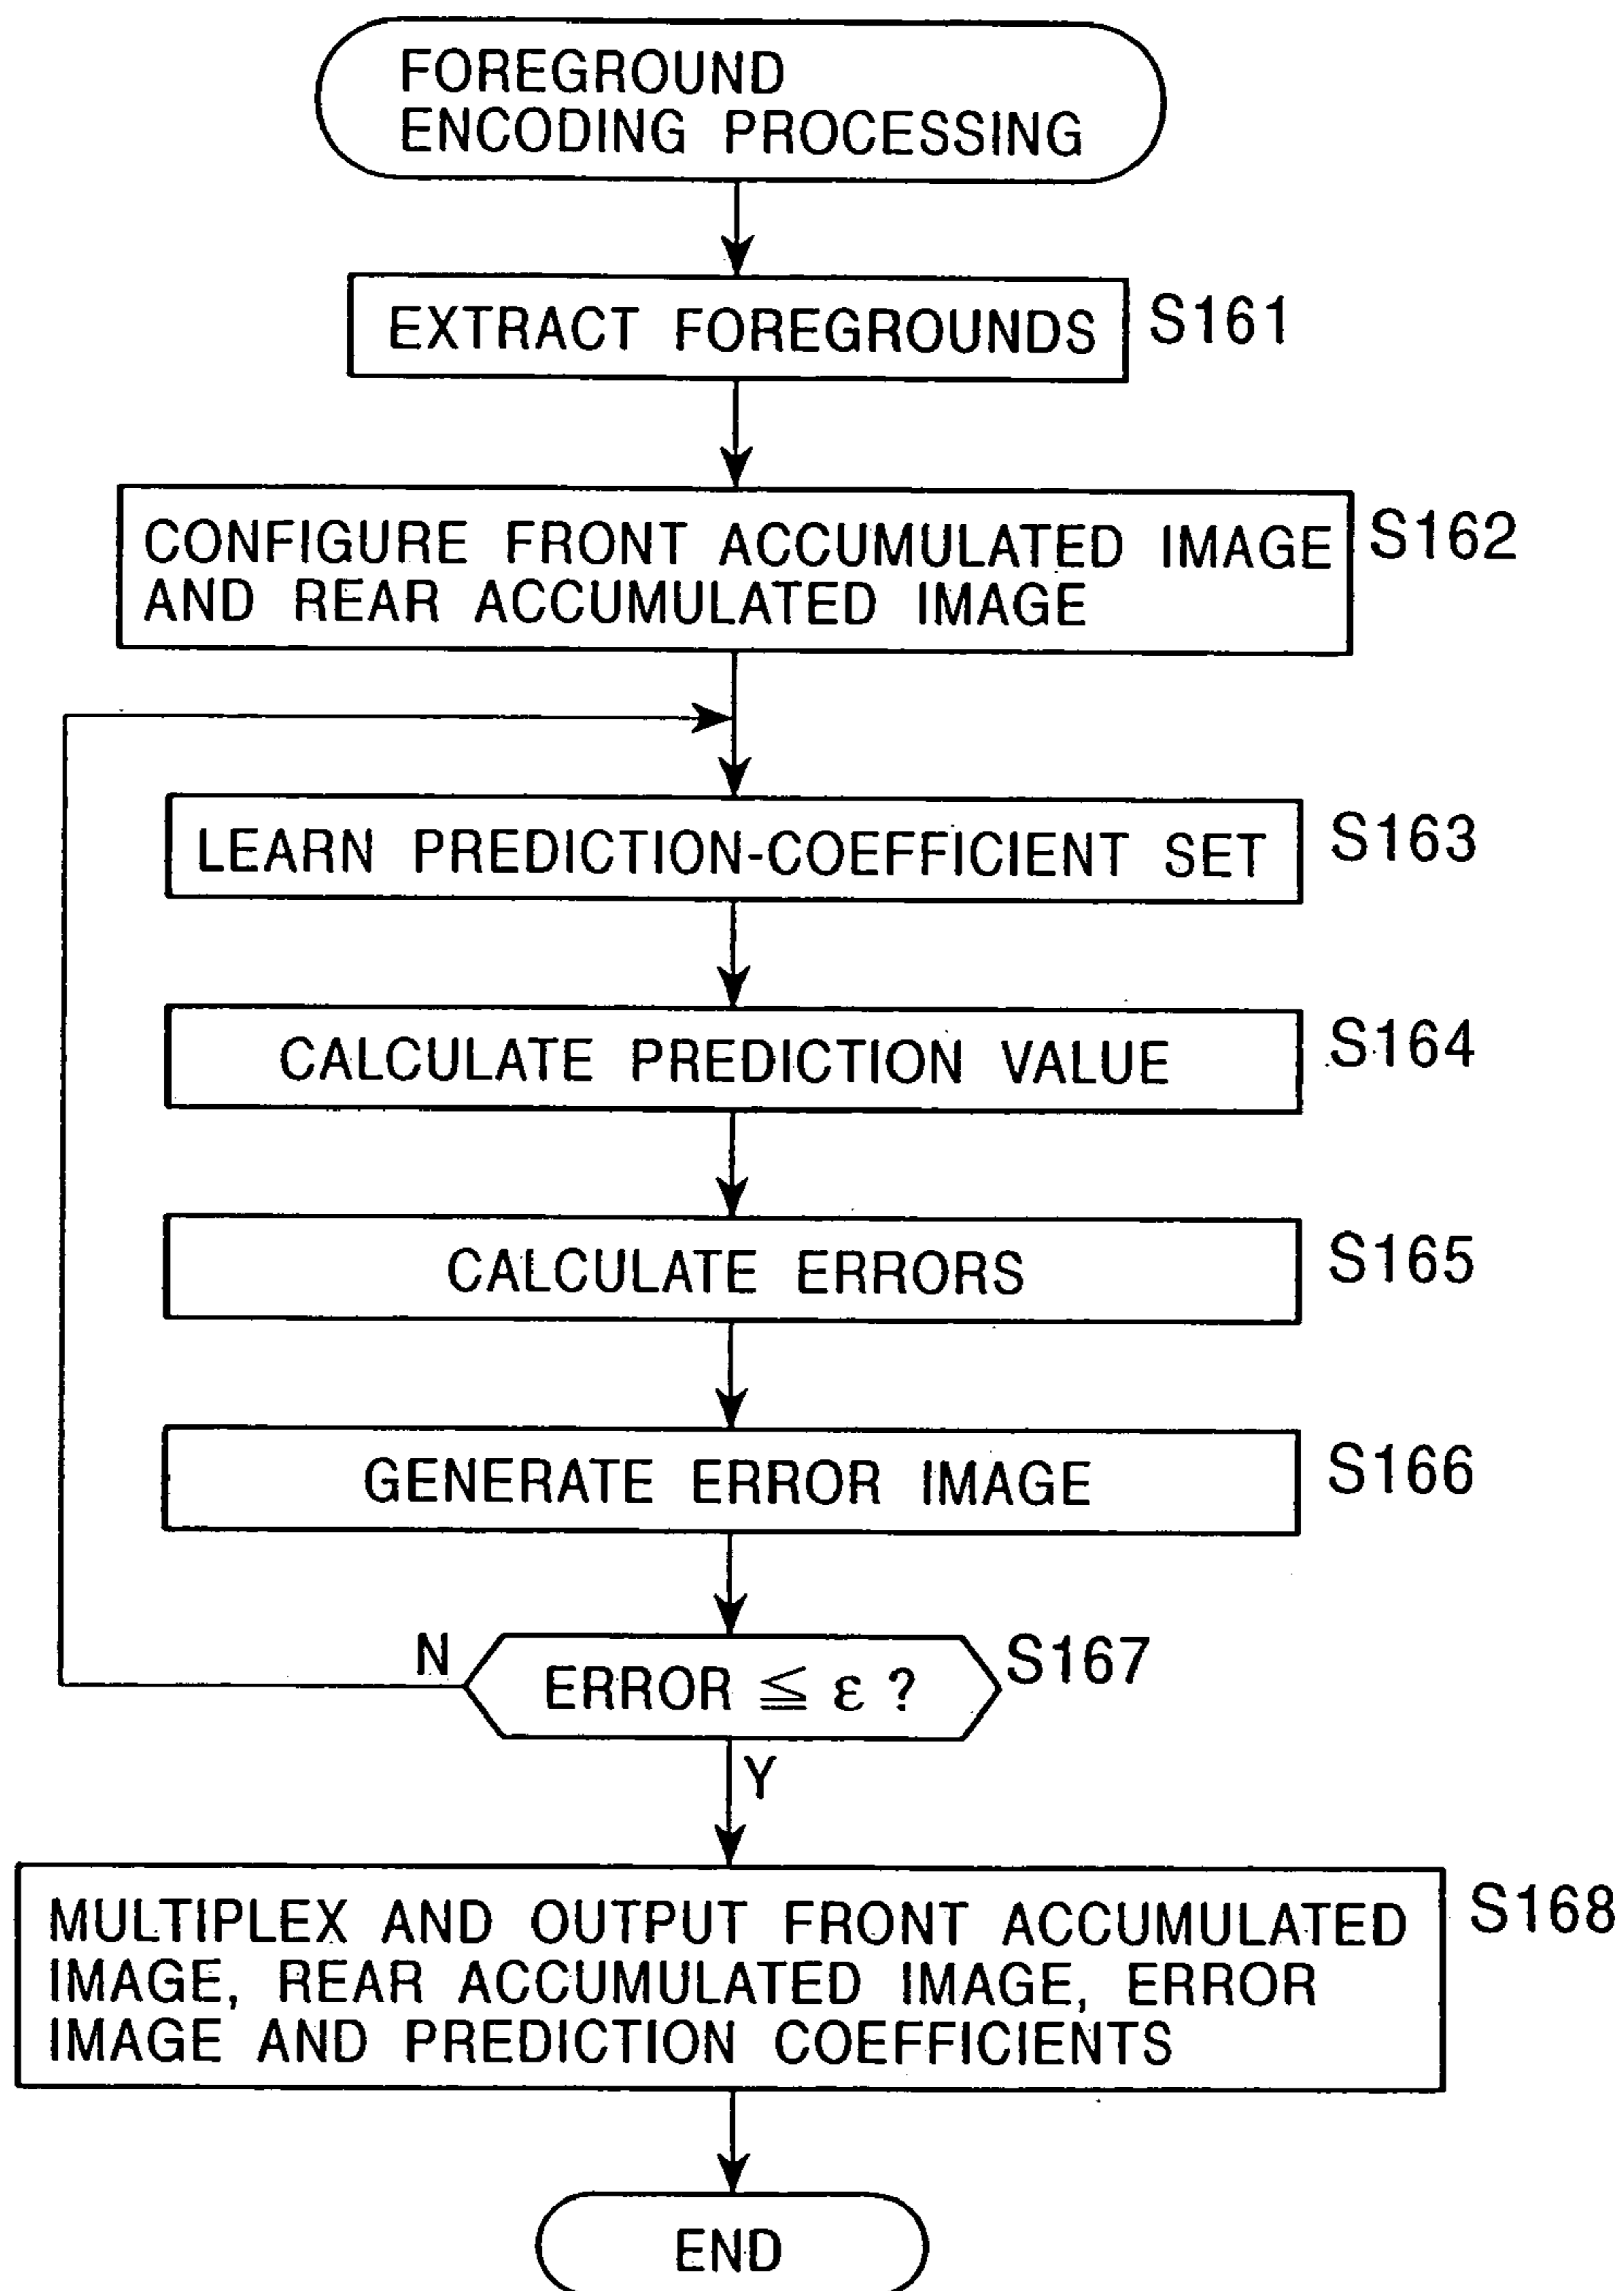 FOREGROUND
ENCODING PROCESSING
EXTRACT FOREGROUNDS
S161
CONFIGURE FRONT ACCUMULATED IMAGE
AND REAR ACCUMULATED IMAGE
S162
LEARN PREDICTION-COEFFICIENT SET
S163
CALCULATE PREDICTION VALUE
S164
CALCULATE ERRORS
S165
GENERATE ERROR IMAGE
S166
N
ERROR ≦ ε ?
S167
Y
MULTIPLEX AND OUTPUT FRONT ACCUMULATED
IMAGE, REAR ACCUMULATED IMAGE, ERROR
IMAGE AND PREDICTION COEFFICIENTS
S168
END